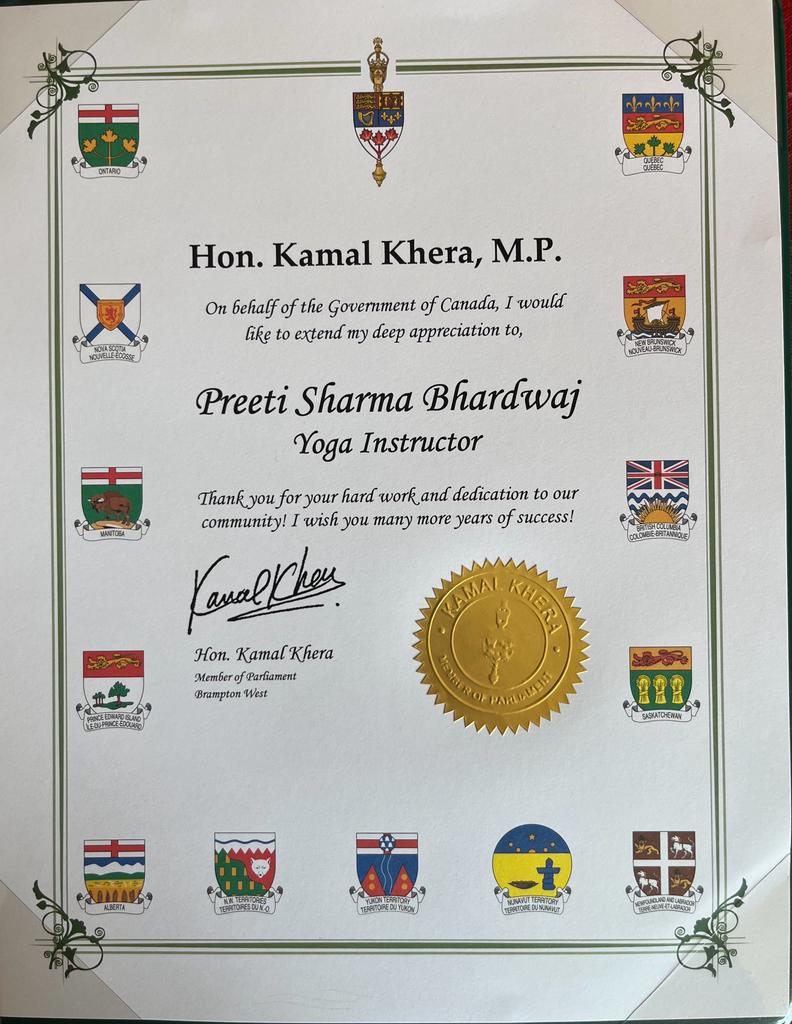 ONTARIO
QUEBEC
QUÉBEC
Hon. Kamal Khera, M.P.
On behalf of the Government of Canada, I would
like to extend my deep appreciation to,
NOVA SCOTIA
NOUVELLE-ÉCOSSE
NEW BRUNSWICK
NOUVEAU-BRUNSWICK
Preeti Sharma Bhardwaj
Yoga Instructor
Thank you for your hard work and dedication to our
community! I wish you many more years of success!
MANITOBA
BRITISH COLUMBIA
COLOMBIE-BRITANNIQUE
Kamal Khera
Hon. Kamal Khera
Member of Parliament
Brampton West
KAMAL KHERA
MEMBER OF PARLIAMENT
PRINCE EDWARD ISLAND
ÎLE-DU-PRINCE-ÉDOUARD
SASKATCHEWAN
ALBERTA
N.W. TERRITORIES
TERRITOIRES DU N.-O.
YUKON TERRITORY
TERRITOIRE DU YUKON
NUNAVUT TERRITORY
TERRITOIRE DU NUNAVUT
NEWFOUNDLAND AND LABRADOR
TERRE-NEUVE-ET-LABRADOR